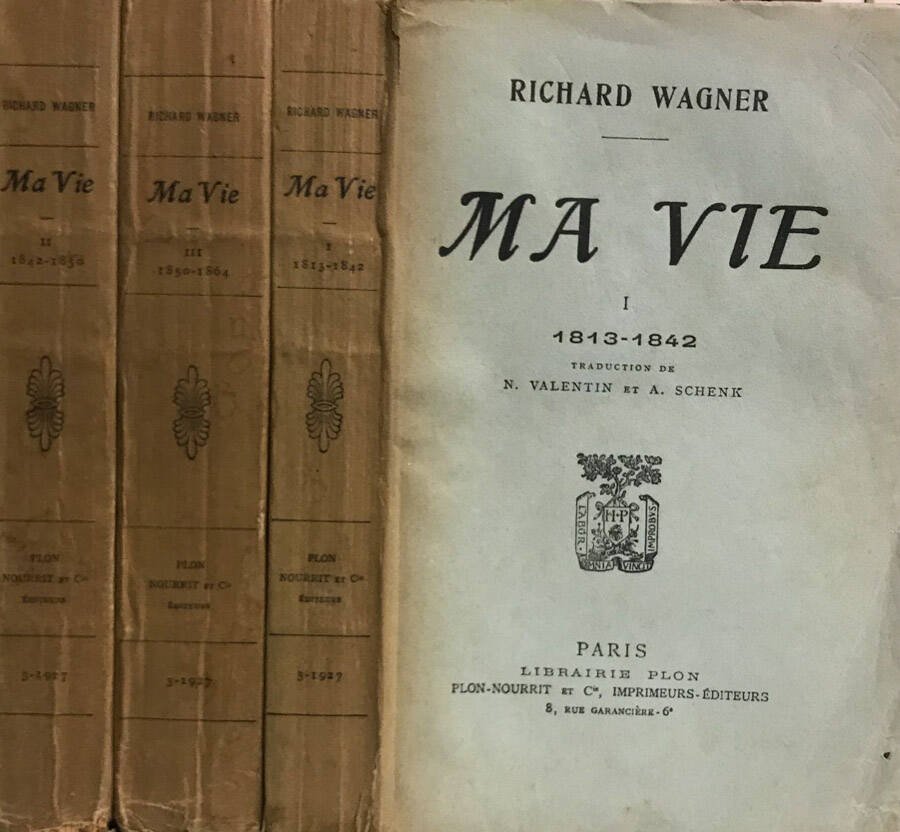 RICHARD WAGNER
Ma Vie
II
1842-1850
PLON
NOURRIT ET Cie
ÉDITEURS
3-1927
RICHARD WAGNER
Ma Vie
III
1850-1864
PLON
NOURRIT ET Cie
ÉDITEURS
3-1927
RICHARD WAGNER
Ma Vie
I
1813-1842
PLON
NOURRIT ET Cie
ÉDITEURS
3-1927
RICHARD WAGNER
MA VIE
I
1813-1842
TRADUCTION DE
N. VALENTIN ET A. SCHENK
LABOR
H·P
IMPROBVS
OMNIA VINCIT
PARIS
LIBRAIRIE PLON
PLON-NOURRIT ET Cie, IMPRIMEURS-ÉDITEURS
8, RUE GARANCIÈRE - 6e